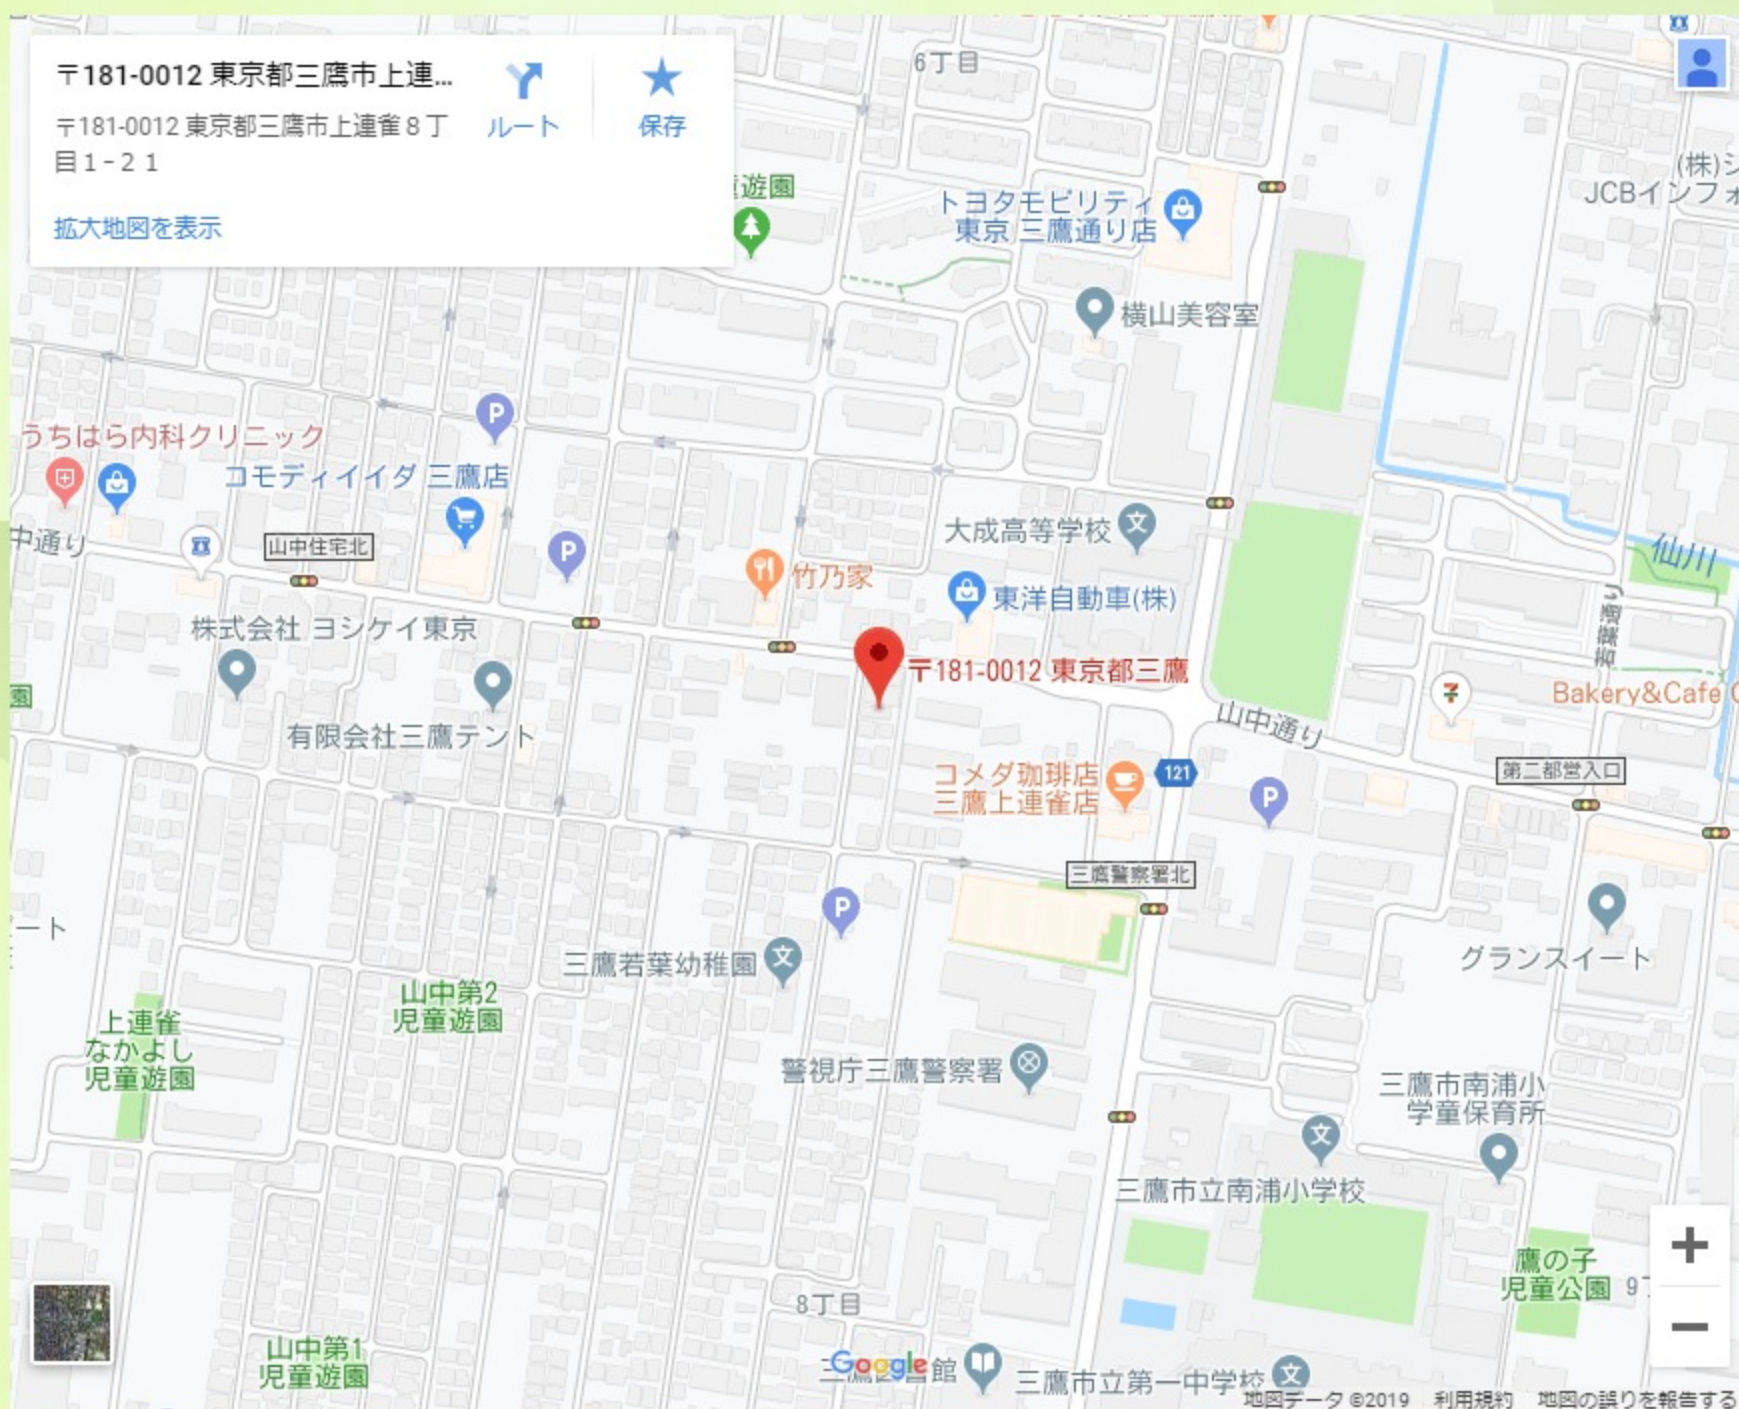 〒181-0012 東京都三鷹市上連...
〒181-0012 東京都三鷹市上連雀8丁
目1-21
ルート
保存
拡大地図を表示
6丁目
遊園
トヨタモビリティ
東京 三鷹通り店
(株)シ
JCBインフォ
横山美容室
うちはら内科クリニック
コモディイイダ 三鷹店
P
中通り
山中住宅北
P
大成高等学校
文
仙川
竹乃家
東洋自動車(株)
若葉通り
株式会社 ヨシケイ東京
〒181-0012 東京都三鷹
7
Bakery&Cafe
園
有限会社三鷹テント
山中通り
コメダ珈琲店
三鷹上連雀店
121
P
第二都営入口
三鷹警察署北
P
ート
三鷹若葉幼稚園
文
グランスイート
山中第2
児童遊園
上連雀
なかよし
児童遊園
警視庁三鷹警察署
三鷹市南浦小
学童保育所
文
三鷹市立南浦小学校
鷹の子
児童公園
9
8丁目
山中第1
児童遊園
Google
館
三鷹市立第一中学校
文
地図データ ©2019
利用規約
地図の誤りを報告する